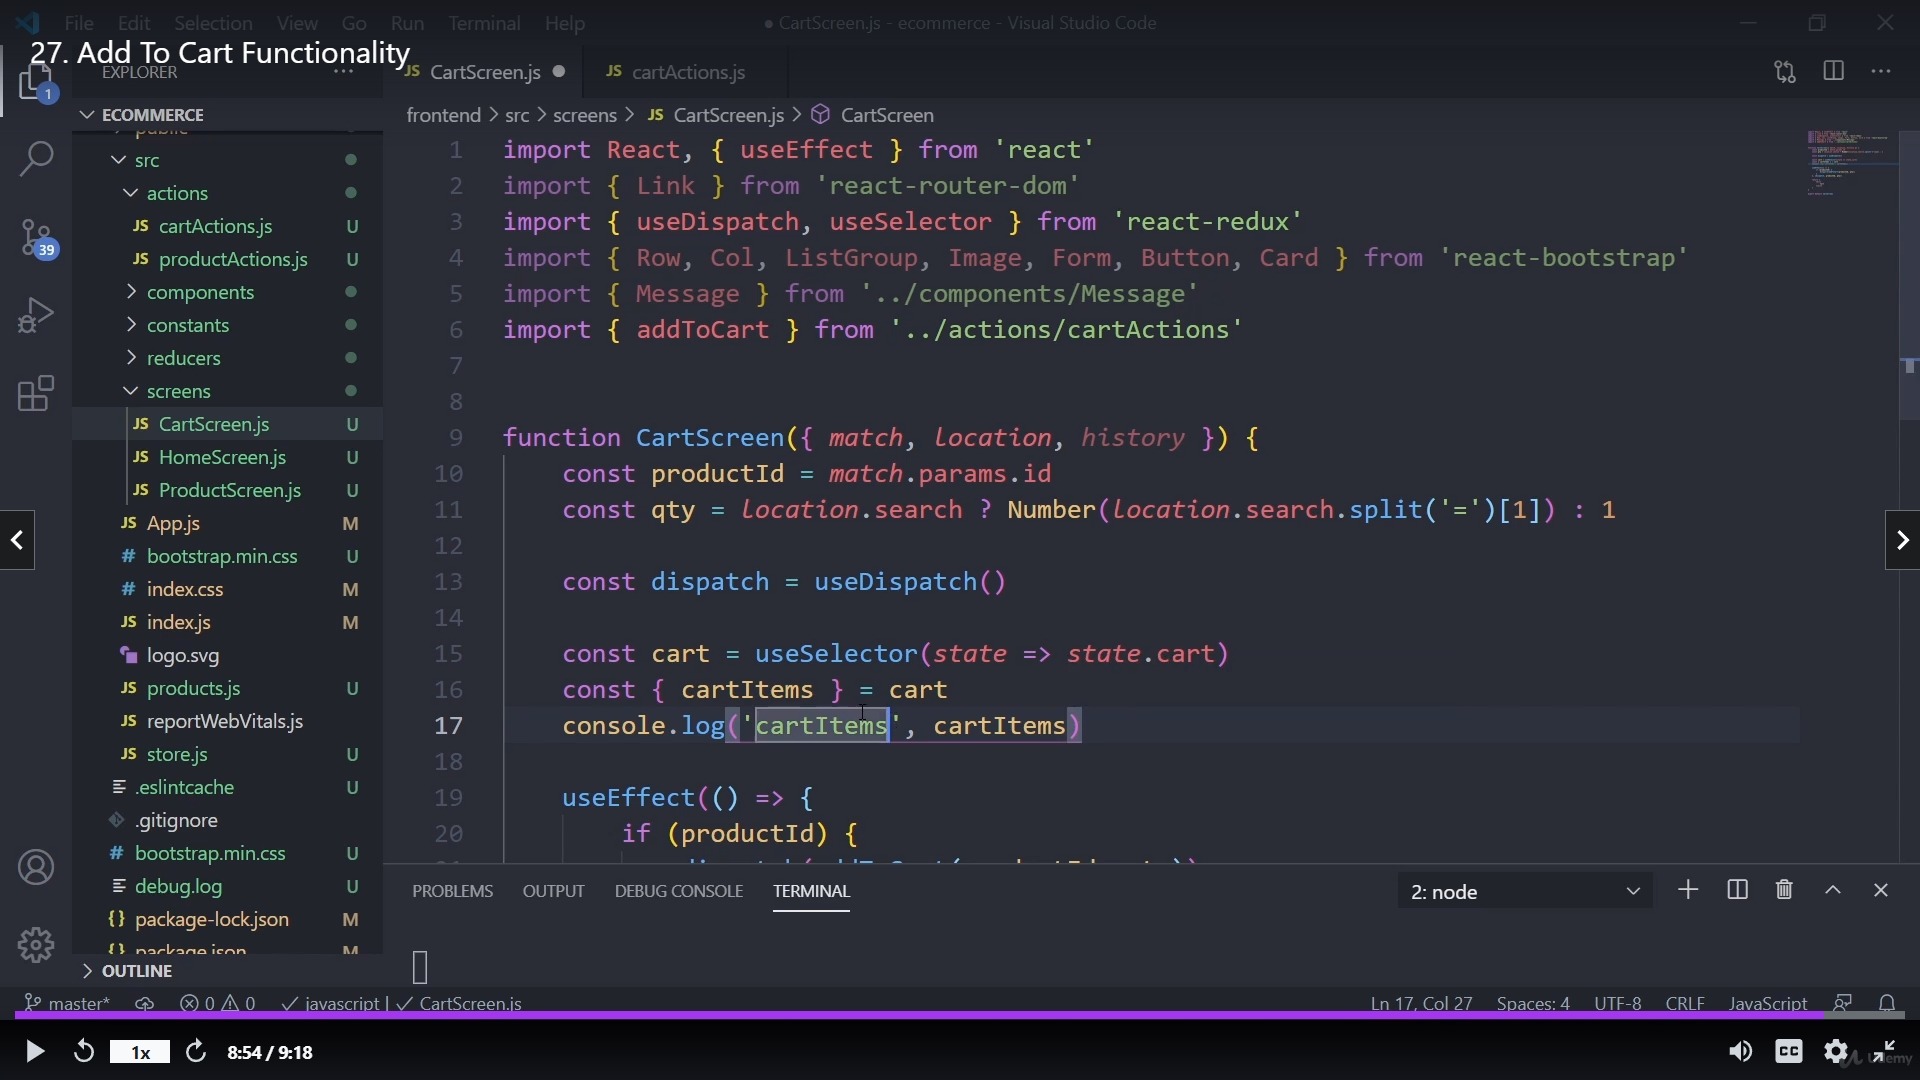 File Edit Selection View Go Run Terminal Help
● CartScreen.js - ecommerce - Visual Studio Code
27. Add To Cart Functionality
EXPLORER
JS CartScreen.js
JS cartActions.js
1
39
ECOMMERCE
public
src
actions
JS cartActions.js U
JS productActions.js U
components
constants
reducers
screens
JS CartScreen.js U
JS HomeScreen.js U
JS ProductScreen.js U
JS App.js M
# bootstrap.min.css U
# index.css M
JS index.js M
logo.svg
JS products.js U
JS reportWebVitals.js
JS store.js U
.eslintcache U
.gitignore
# bootstrap.min.css U
debug.log U
{} package-lock.json M
{} package.json M
OUTLINE
frontend > src > screens > JS CartScreen.js > CartScreen
1 import React, { useEffect } from 'react'
2 import { Link } from 'react-router-dom'
3 import { useDispatch, useSelector } from 'react-redux'
4 import { Row, Col, ListGroup, Image, Form, Button, Card } from 'react-bootstrap'
5 import { Message } from '../components/Message'
6 import { addToCart } from '../actions/cartActions'
7
8
9 function CartScreen({ match, location, history }) {
10 const productId = match.params.id
11 const qty = location.search ? Number(location.search.split('=')[1]) : 1
12
13 const dispatch = useDispatch()
14
15 const cart = useSelector(state => state.cart)
16 const { cartItems } = cart
17 console.log('cartItems', cartItems)
18
19 useEffect(() => {
20 if (productId) {
PROBLEMS OUTPUT DEBUG CONSOLE TERMINAL
2: node
master* 0 0 javascript | CartScreen.js
Ln 17, Col 27 Spaces: 4 UTF-8 CRLF JavaScript
1x
8:54 / 9:18
CC
Udemy